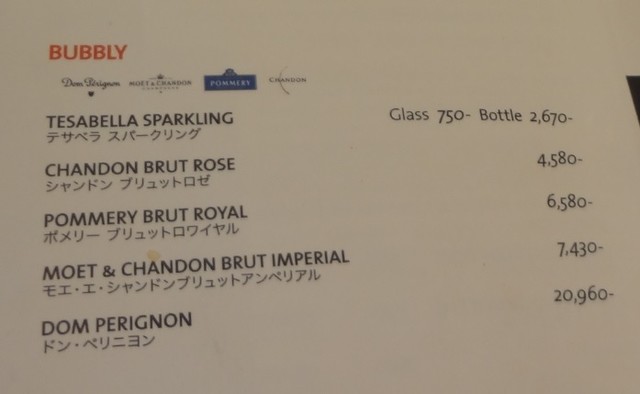 BUBBLY
Dom Pérignon MOËT & CHANDON CHAMPAGNE POMMERY CHANDON
TESABELLA SPARKLING Glass 750- Bottle 2,670-
テサベラ スパークリング
CHANDON BRUT ROSE 4,580-
シャンドン ブリュットロゼ
POMMERY BRUT ROYAL 6,580-
ポメリー ブリュットロワイヤル
MOET & CHANDON BRUT IMPERIAL 7,430-
モエ・エ・シャンドンブリュットアンペリアル
DOM PERIGNON 20,960-
ドン・ペリニヨン